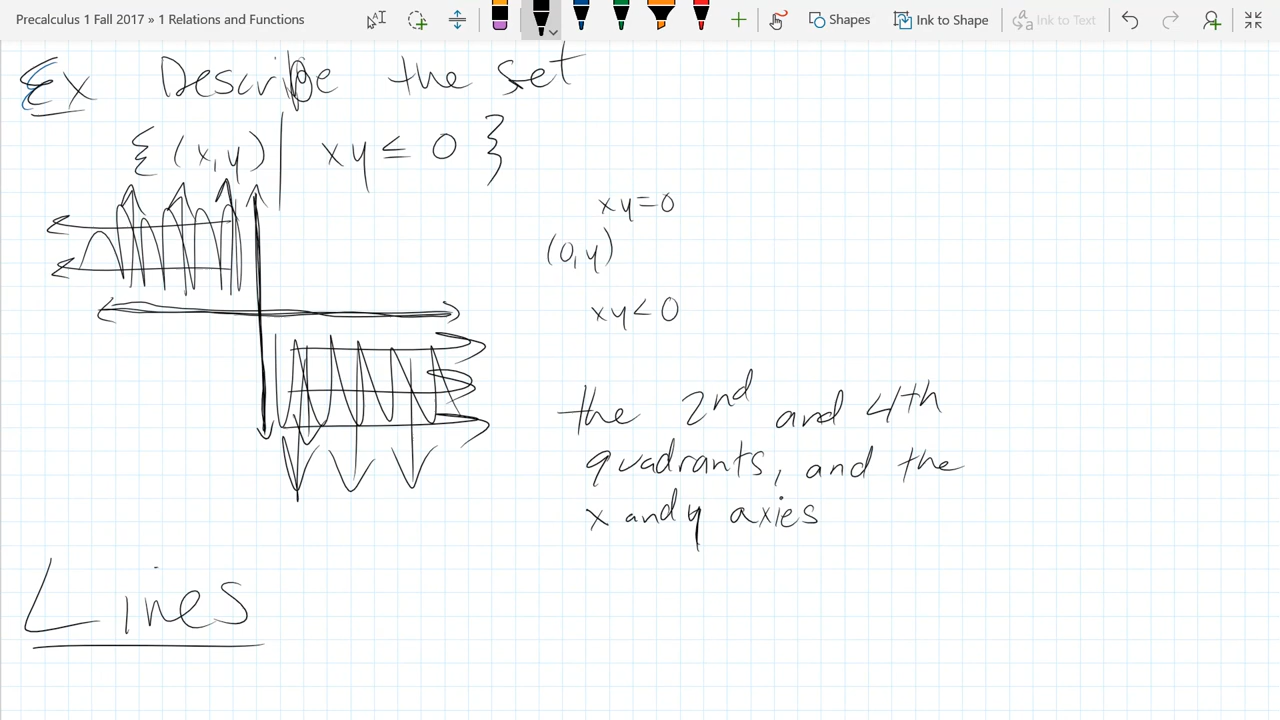 Precalculus 1 Fall 2017 » 1 Relations and Functions
Shapes
Ink to Shape
Ink to Text
Ex Describe the set
{(x,y) | xy ≤ 0}
xy=0
(0,y)
xy<0
the 2nd and 4th
quadrants, and the
x and y axies
Lines